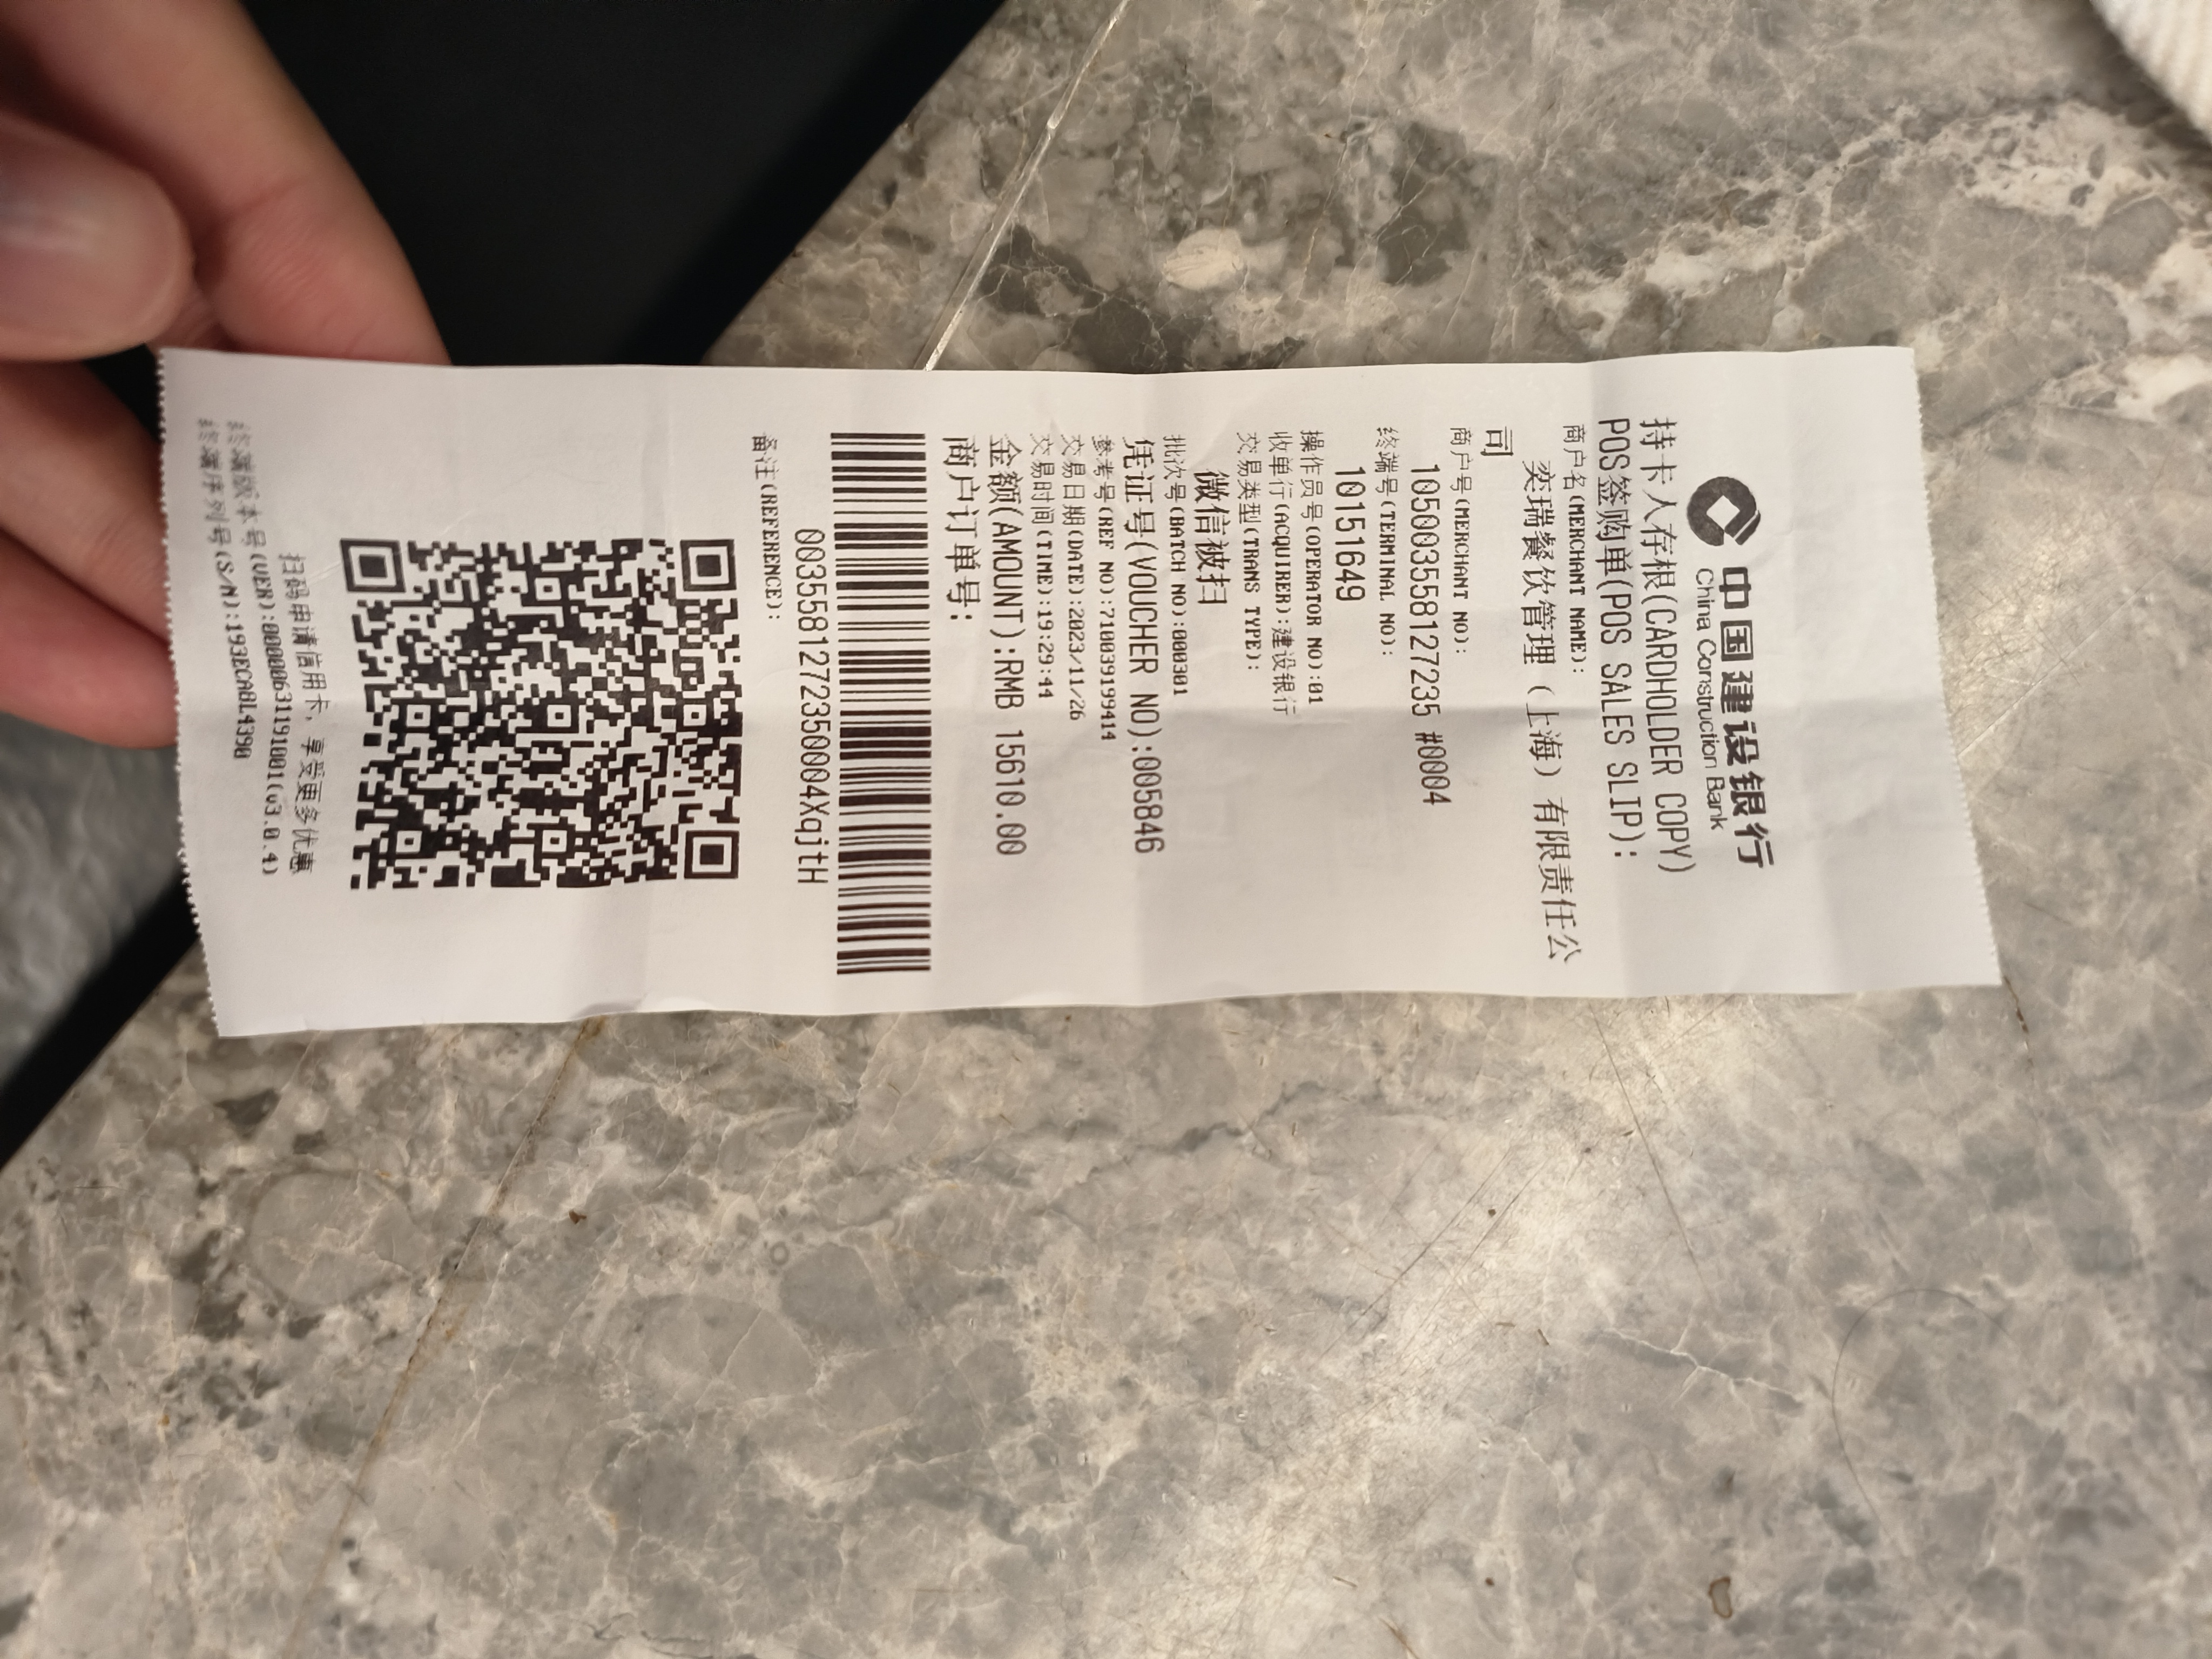 中国建设银行
China Construction Bank
持卡人存根(CARDHOLDER COPY)
POS签购单(POS SALES SLIP):
商户名(MERCHANT NAME):
奕瑞餐饮管理（上海）有限责任公
司
商户号(MERCHANT NO):
105003558127235 #0004
终端号(TERMINAL NO):
10151649
操作员号(OPERATOR NO):01
收单行(ACQUIRER):建设银行
交易类型(TRANS TYPE):
微信被扫
批次号(BATCH NO):000301
凭证号(VOUCHER NO):005846
参考号(REF NO):71003919941​4
交易日期(DATE):2023/11/26
交易时间(TIME):19:29:44
金额(AMOUNT):RMB 15610.00
商户订单号:
0035581272350004XqjtH
备注(REFERENCE):
扫码申请信用卡，享受更多优惠
终端版本号(VER):00000631191001(v3.0.4)
终端序列号(S/N):193ECA8L4390